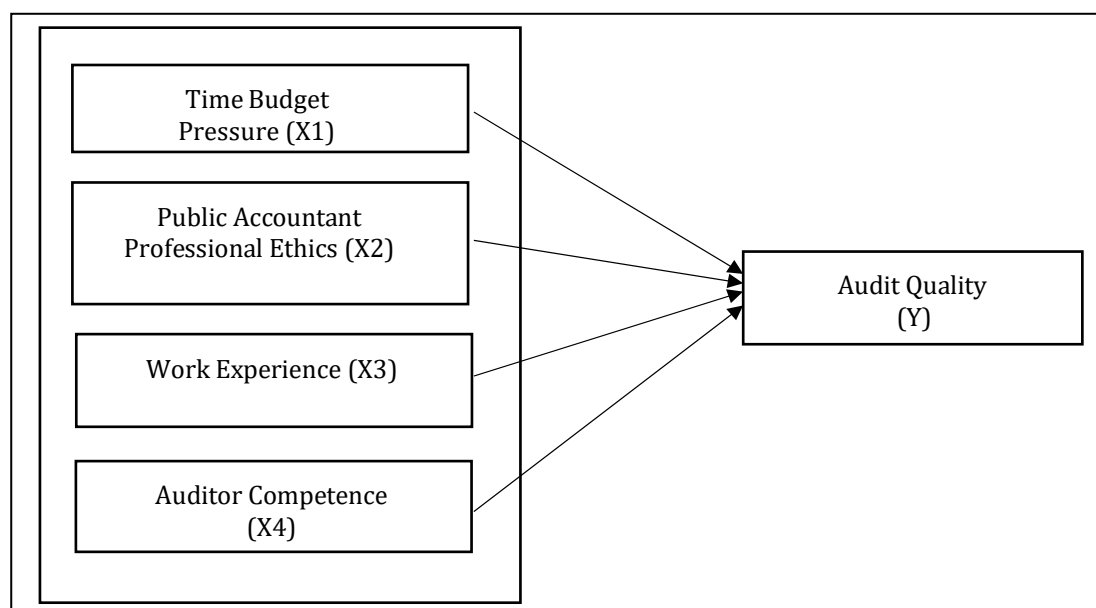 Time Budget
Pressure (X1)
Public Accountant
Professional Ethics (X2)
Work Experience (X3)
Auditor Competence
(X4)
Audit Quality
(Y)